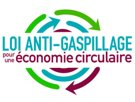 LOI ANTI-GASPILLAGE
pour une économie circulaire